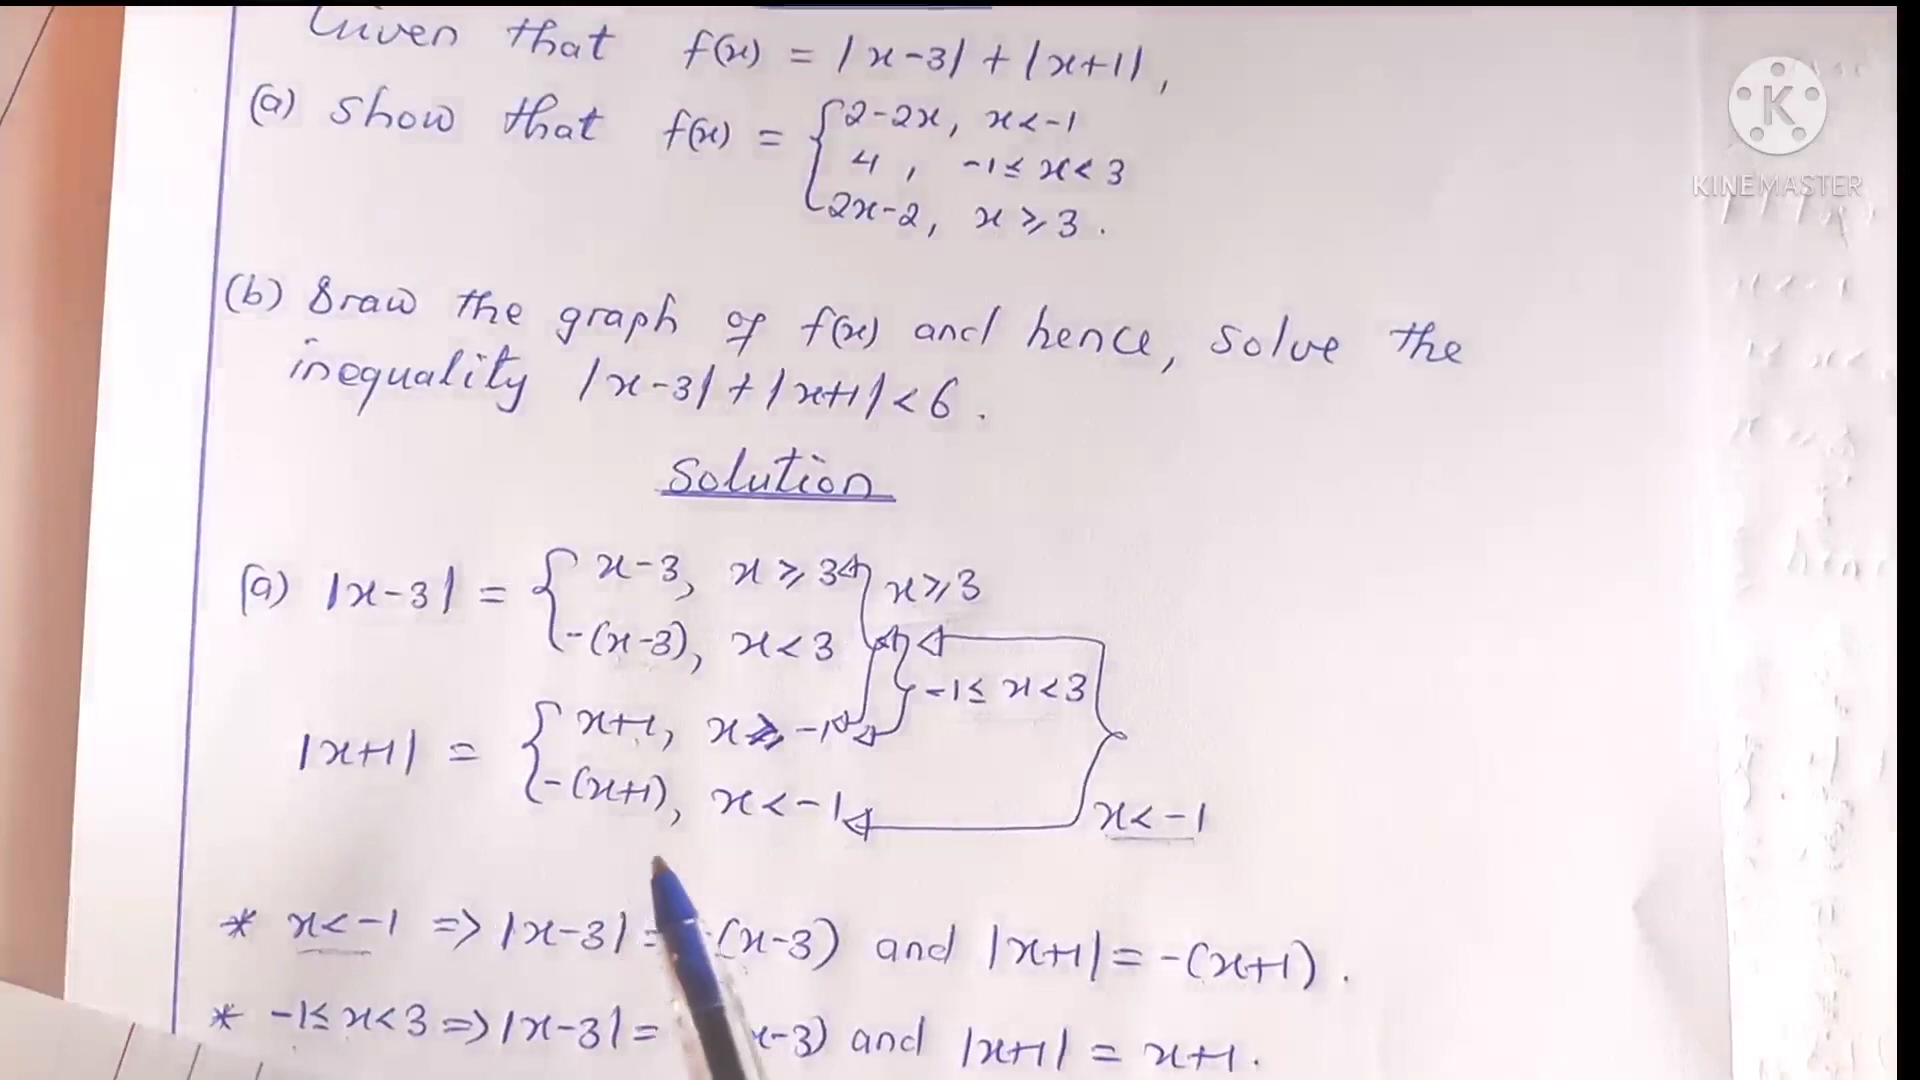 Given that f(x) = |x-3| + |x+1|,
(a) show that f(x) = { 2-2x, x<-1
4, -1≤x<3
2x-2, x⩾3.
(b) Draw the graph of f(x) and hence, solve the
inequality |x-3| + |x+1| < 6.
Solution
(a) |x-3| = { x-3, x⩾3 x⩾3
-(x-3), x<3
-1≤x<3
|x+1| = { x+1, x⩾-1
-(x+1), x<-1 x<-1
* x<-1 => |x-3| = (x-3) and |x+1| = -(x+1).
* -1≤x<3 => |x-3| = x-3) and |x+1| = x+1.
K
KINEMASTER